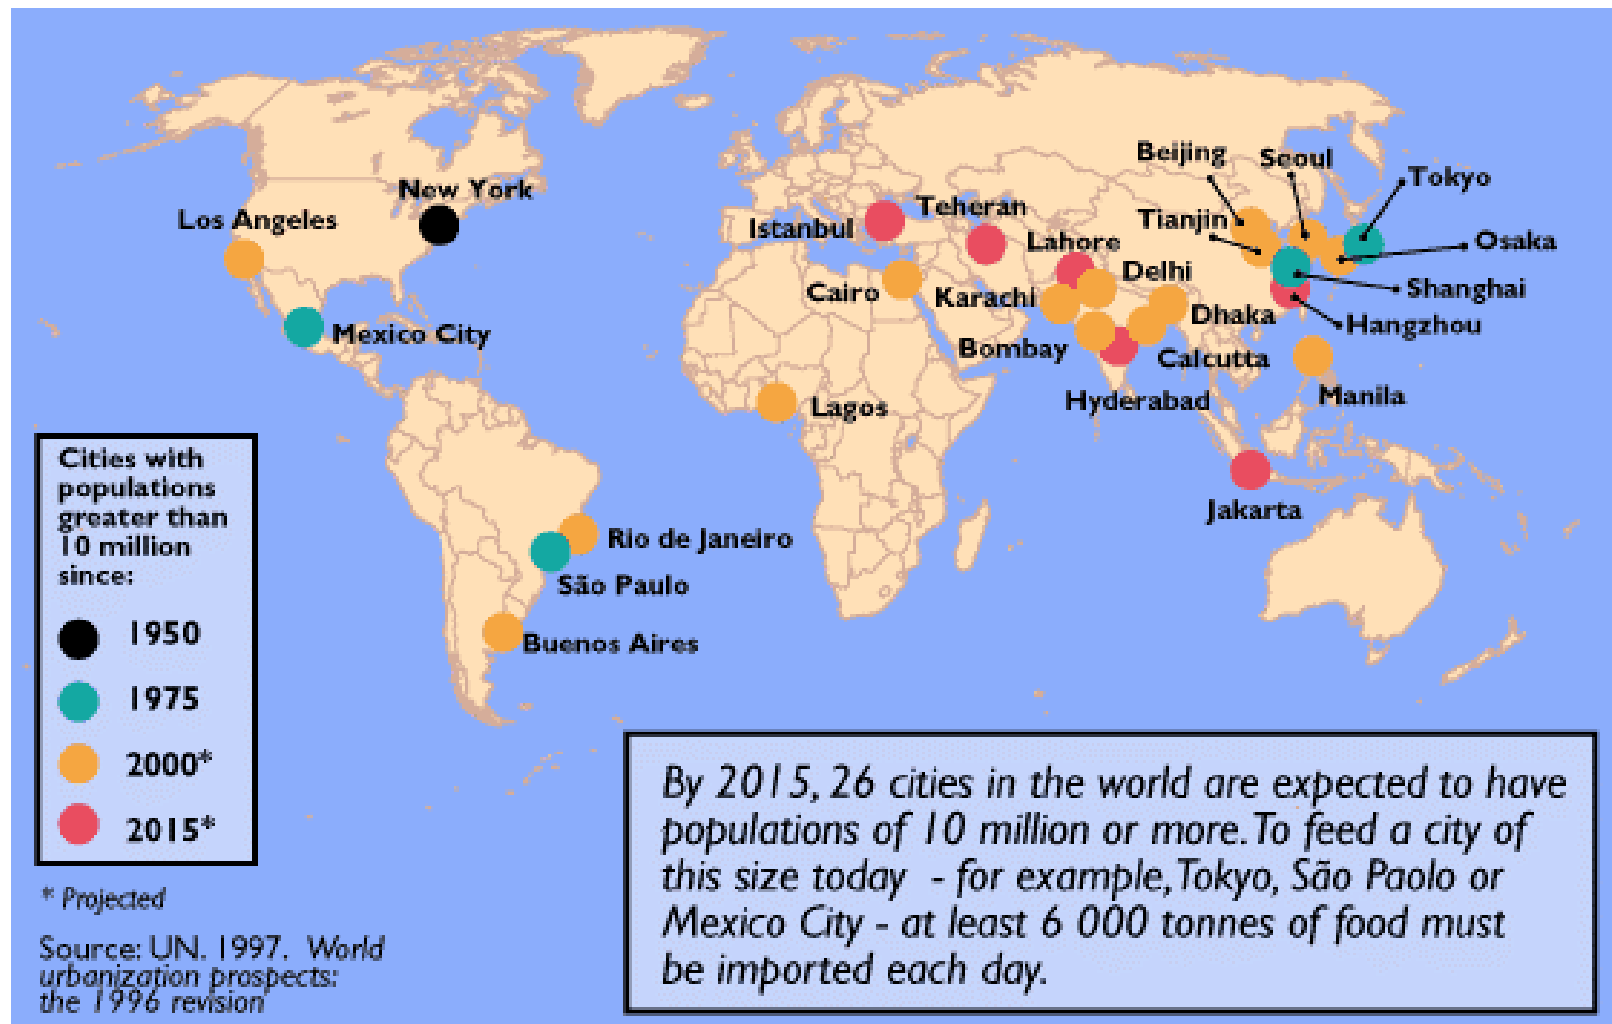 Beijing
Seoul
Tokyo
New York
Teheran
Los Angeles
Istanbul
Tianjin
Lahore
Osaka
Delhi
Cairo
Karachi
Shanghai
Dhaka
Hangzhou
Mexico City
Bombay
Calcutta
Hyderabad
Manila
Lagos
Jakarta
Rio de Janeiro
São Paulo
Buenos Aires
Cities with
populations
greater than
10 million
since:
1950
1975
2000*
2015*
* Projected
Source: UN. 1997. World
urbanization prospects:
the 1996 revision
By 2015, 26 cities in the world are expected to have
populations of 10 million or more. To feed a city of
this size today - for example, Tokyo, São Paolo or
Mexico City - at least 6 000 tonnes of food must
be imported each day.